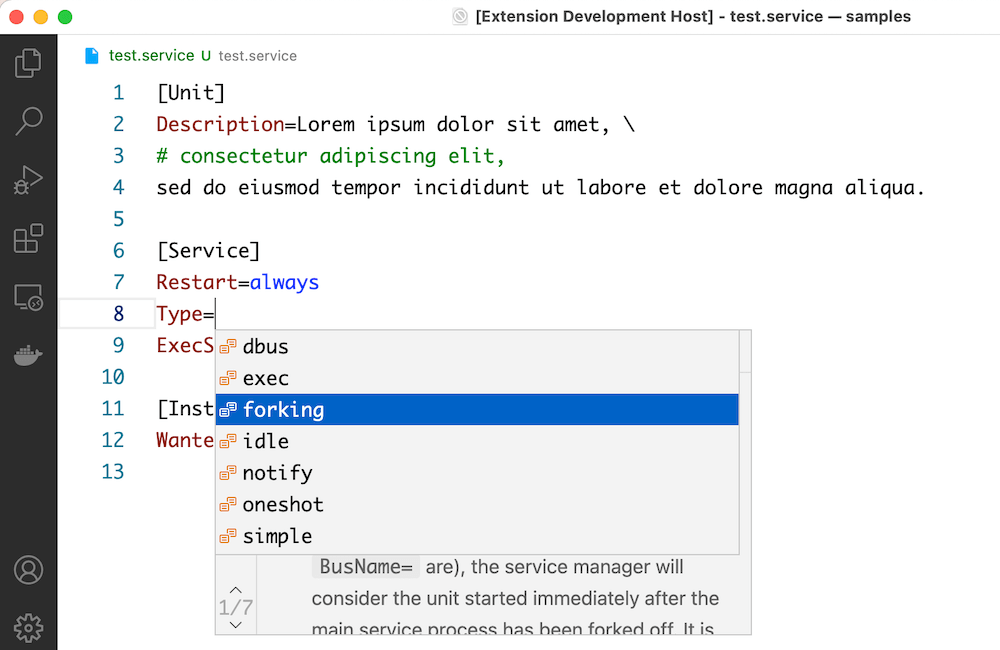 [Extension Development Host] - test.service — samples
test.service U test.service
1 [Unit]
2 Description=Lorem ipsum dolor sit amet, \
3 # consectetur adipiscing elit,
4 sed do eiusmod tempor incididunt ut labore et dolore magna aliqua.
5
6 [Service]
7 Restart=always
8 Type=
dbus
9 ExecS
exec
10
forking
11 [Inst
idle
12 Wante
notify
13
oneshot
simple
BusName= are), the service manager will
consider the unit started immediately after the
1/7
main service process has been forked off. It is